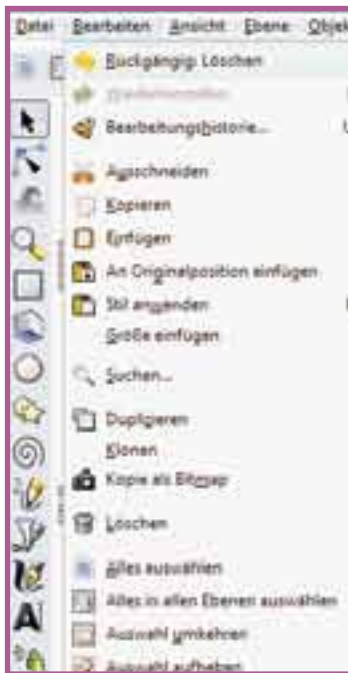 Datei Bearbeiten Ansicht Ebene Objek
Rückgängig: Löschen
Bearbeitungshistorie...
Ausschneiden
Kopieren
Einfügen
An Originalposition einfügen
Stil anwenden
Größe einfügen
Suchen...
Duplizieren
Klonen
Kopie als Bitmap
Löschen
Alles auswählen
Alles in allen Ebenen auswählen
Auswahl umkehren
Auswahl aufheben